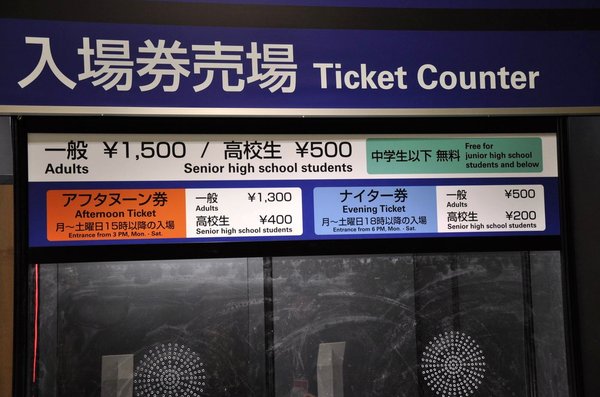 入場券売場 Ticket Counter
一般 ¥1,500 / 高校生 ¥500
Adults Senior high school students
中学生以下 無料
Free for
junior high school
students and below
アフタヌーン券
Afternoon Ticket
月〜土曜日15時以降の入場
Entrance from 3 PM, Mon. - Sat.
一般 ¥1,300
Adults
高校生 ¥400
Senior high school students
ナイター券
Evening Ticket
月〜土曜日18時以降の入場
Entrance from 6 PM, Mon. - Sat.
一般 ¥500
Adults
高校生 ¥200
Senior high school students